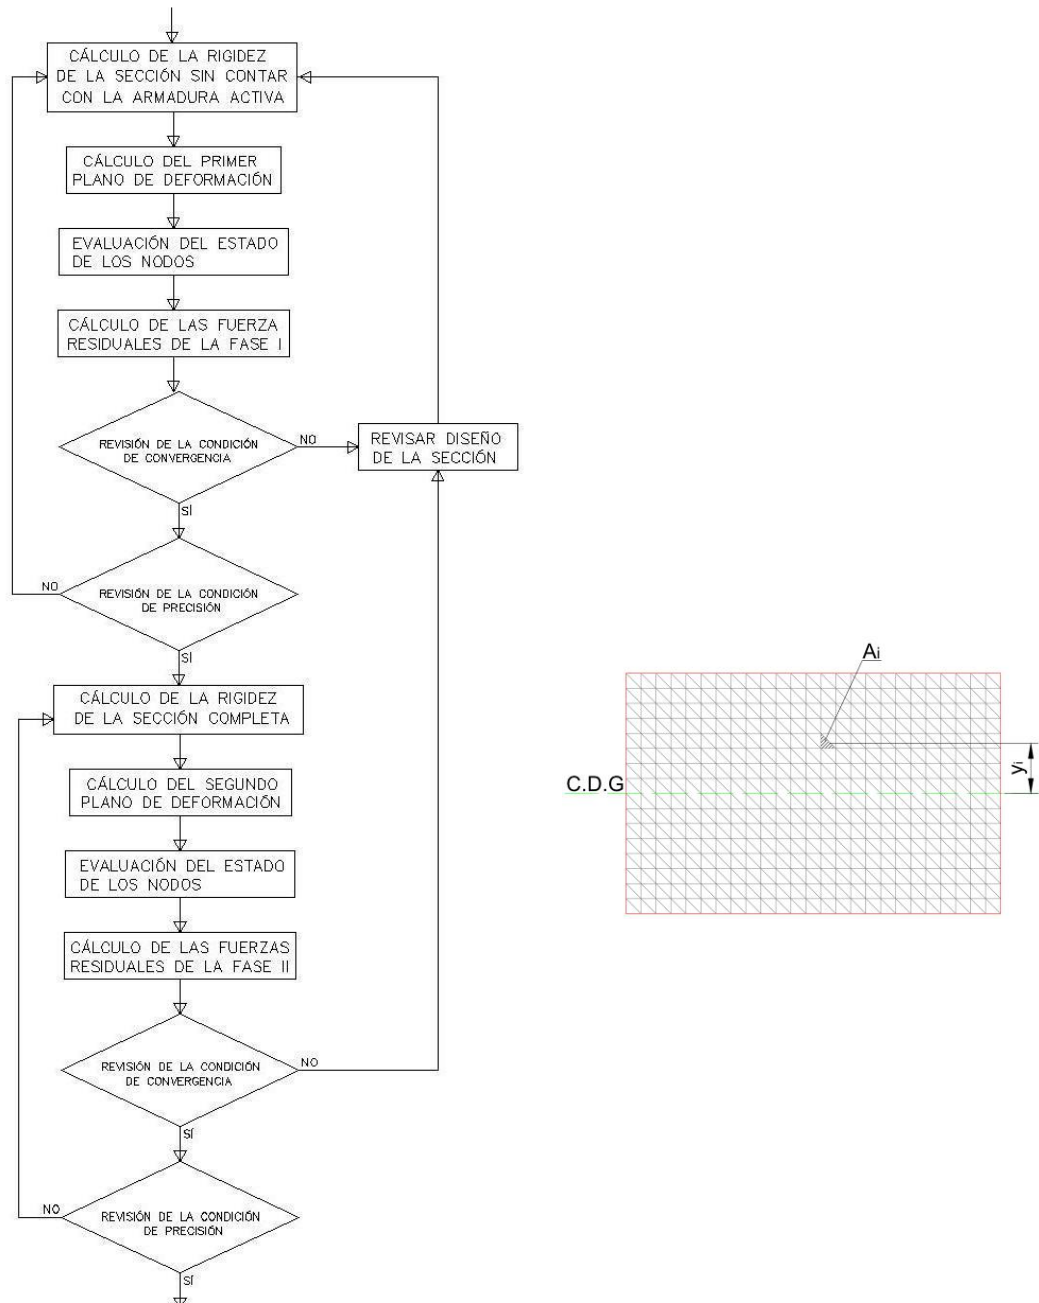 CÁLCULO DE LA RIGIDEZ
DE LA SECCIÓN SIN CONTAR
CON LA ARMADURA ACTIVA
CÁLCULO DEL PRIMER
PLANO DE DEFORMACIÓN
EVALUACIÓN DEL ESTADO
DE LOS NODOS
CÁLCULO DE LAS FUERZA
RESIDUALES DE LA FASE I
REVISIÓN DE LA CONDICIÓN
DE CONVERGENCIA
NO
REVISAR DISEÑO
DE LA SECCIÓN
SÍ
REVISIÓN DE LA CONDICIÓN
DE PRECISIÓN
NO
SÍ
CÁLCULO DE LA RIGIDEZ
DE LA SECCIÓN COMPLETA
CÁLCULO DEL SEGUNDO
PLANO DE DEFORMACIÓN
EVALUACIÓN DEL ESTADO
DE LOS NODOS
CÁLCULO DE LAS FUERZAS
RESIDUALES DE LA FASE II
REVISIÓN DE LA CONDICIÓN
DE CONVERGENCIA
NO
SÍ
REVISIÓN DE LA CONDICIÓN
DE PRECISIÓN
NO
SÍ
Ai
yi
C.D.G